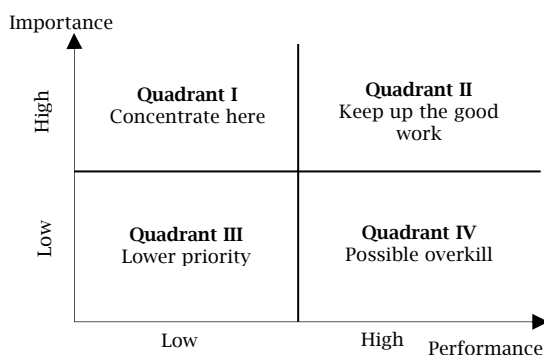 Importance
High
Quadrant I
Concentrate here
Quadrant II
Keep up the good
work
Low
Quadrant III
Lower priority
Quadrant IV
Possible overkill
Low
High
Performance